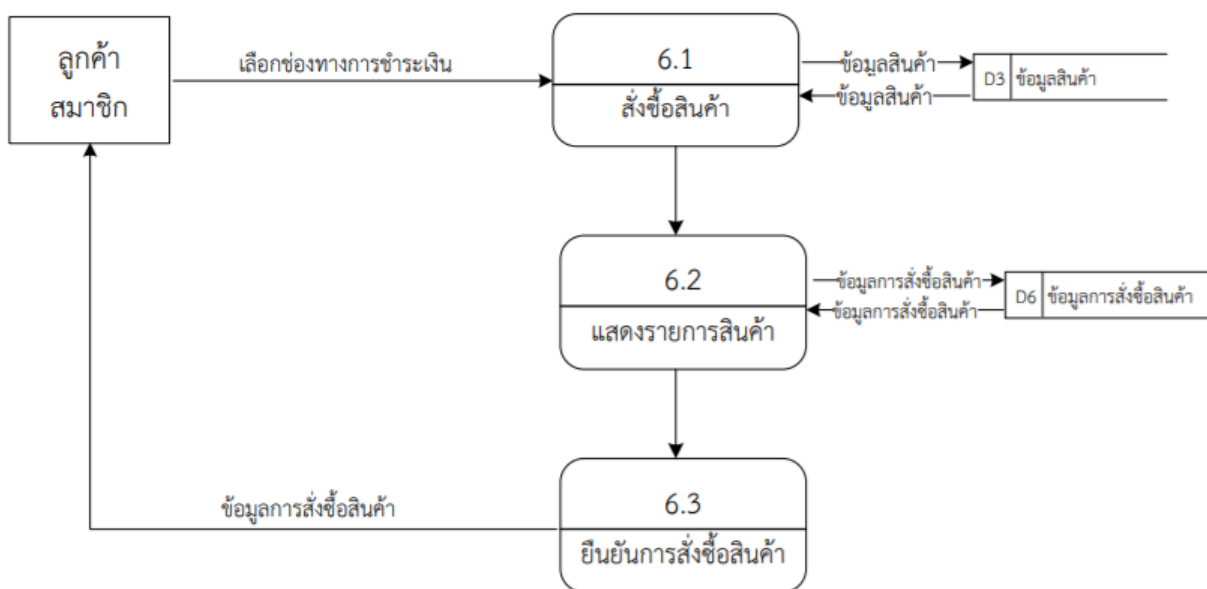 ลูกค้า
สมาชิก
เลือกช่องทางการชำระเงิน
6.1
สั่งซื้อสินค้า
ข้อมูลสินค้า
ข้อมูลสินค้า
D3 ข้อมูลสินค้า
6.2
แสดงรายการสินค้า
ข้อมูลการสั่งซื้อสินค้า
ข้อมูลการสั่งซื้อสินค้า
D6 ข้อมูลการสั่งซื้อสินค้า
6.3
ยืนยันการสั่งซื้อสินค้า
ข้อมูลการสั่งซื้อสินค้า